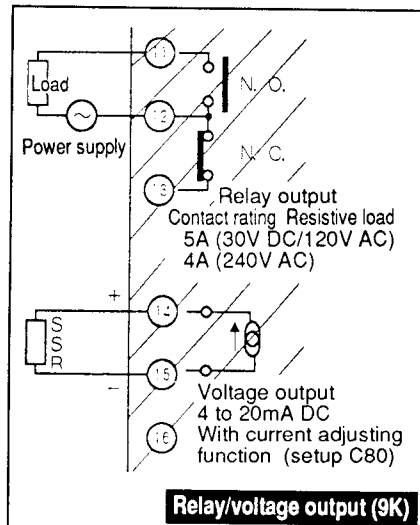 11
Load
N. O.
12
Power supply
N. C.
13
Relay output
Contact rating Resistive load
5A (30V DC/120V AC)
4A (240V AC)
+
14
S
S
R
15
−
Voltage output
4 to 20mA DC
16
With current adjusting
function (setup C80)
Relay/voltage output (9K)